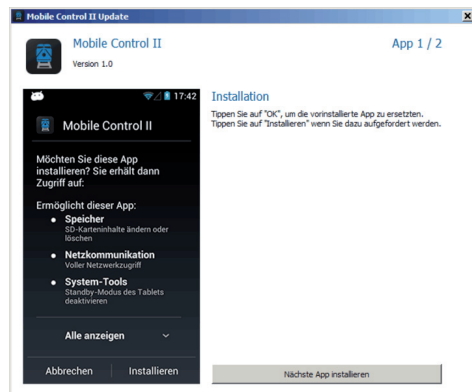 Mobile Control II Update
Mobile Control II
App 1 / 2
Version 1.0
17:42
Mobile Control II
Möchten Sie diese App
installieren? Sie erhält dann
Zugriff auf:
Ermöglicht dieser App:
Speicher
SD-Karteninhalte ändern oder
löschen
Netzkommunikation
Voller Netzwerkzugriff
System-Tools
Standby-Modus des Tablets
deaktivieren
Alle anzeigen
Abbrechen
Installieren
Installation
Tippen Sie auf "OK", um die vorinstallierte App zu ersetzten.
Tippen Sie auf "Installieren" wenn Sie dazu aufgefordert werden.
Nächste App installieren